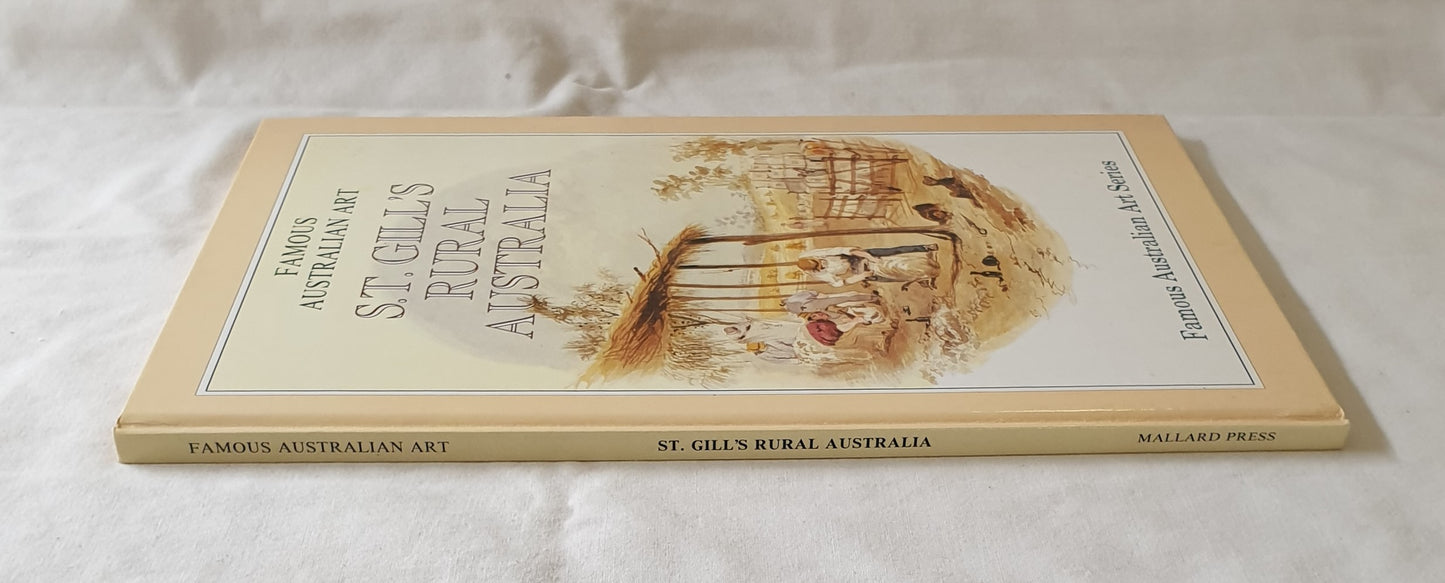 FAMOUS
AUSTRALIAN ART
S.T. GILL'S
RURAL
AUSTRALIA
Famous Australian Art Series
FAMOUS AUSTRALIAN ART
ST. GILL'S RURAL AUSTRALIA
MALLARD PRESS